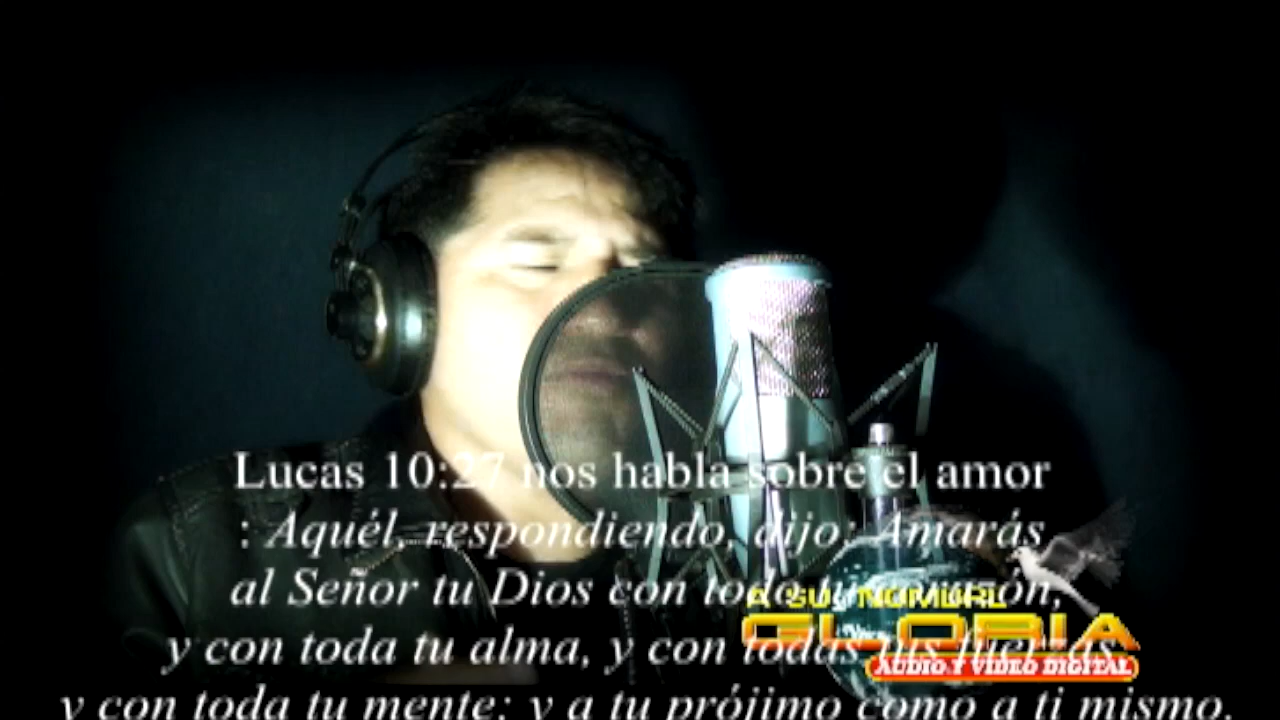 Lucas 10:27 nos habla sobre el amor
: Aquél, respondiendo, dijo: Amarás
al Señor tu Dios con todo tu corazón,
y con toda tu alma, y con todas tus fuerzas,
y con toda tu mente; y a tu prójimo como a ti mismo.
A SU NOMBRE
GLORIA
AUDIO Y VIDEO DIGITAL